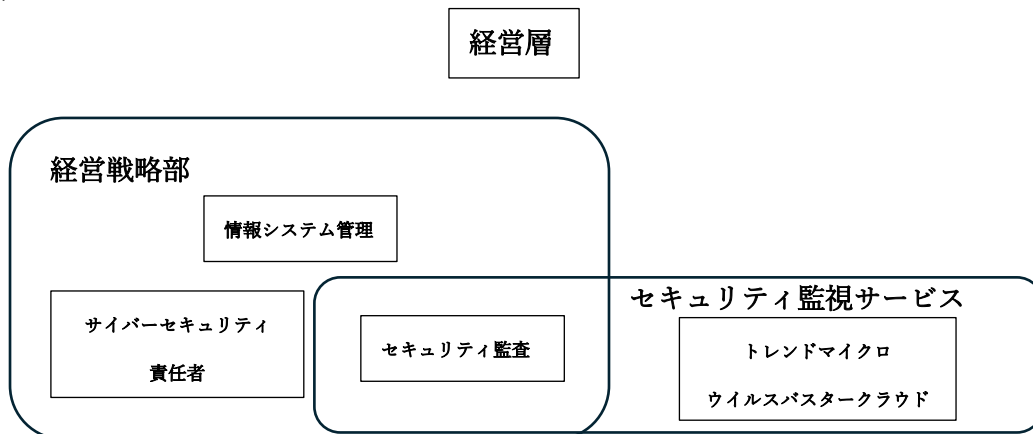 経営層
経営戦略部
情報システム管理
セキュリティ監視サービス
サイバーセキュリティ
責任者
セキュリティ監査
トレンドマイクロ
ウイルスバスタークラウド